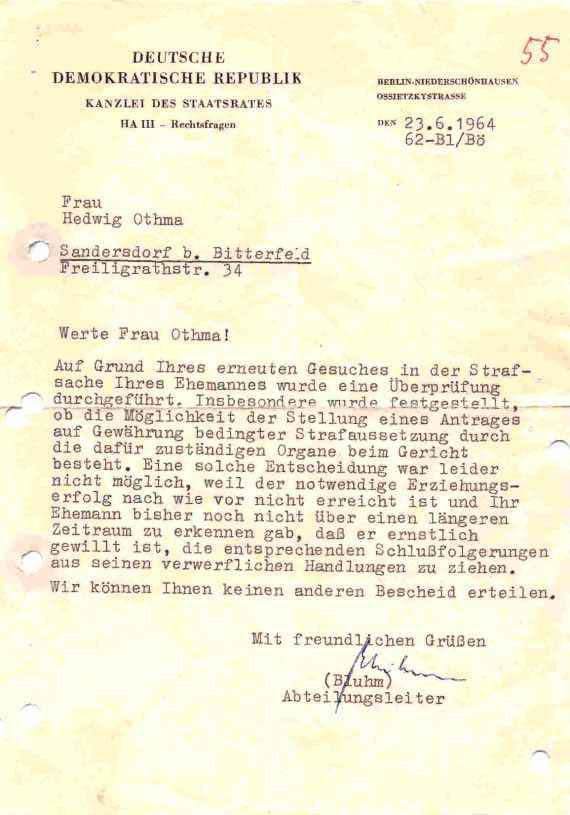 55
DEUTSCHE
DEMOKRATISCHE REPUBLIK
KANZLEI DES STAATSRATES
HA III – Rechtsfragen
BERLIN-NIEDERSCHÖNHAUSEN
OSSIETZKYSTRASSE
DEN 23.6.1964
62-Bl/Bö
Frau
Hedwig Othma
Sandersdorf b. Bitterfeld
Freiligrathstr. 34
Werte Frau Othma!
Auf Grund Ihres erneuten Gesuches in der Straf-
sache Ihres Ehemannes wurde eine Überprüfung
durchgeführt. Insbesondere wurde festgestellt,
ob die Möglichkeit der Stellung eines Antrages
auf Gewährung bedingter Strafaussetzung durch
die dafür zuständigen Organe beim Gericht
besteht. Eine solche Entscheidung war leider
nicht möglich, weil der notwendige Erziehungs-
erfolg nach wie vor nicht erreicht ist und Ihr
Ehemann bisher noch nicht über einen längeren
Zeitraum zu erkennen gab, daß er ernstlich
gewillt ist, die entsprechenden Schlußfolgerungen
aus seinen verwerflichen Handlungen zu ziehen.
Wir können Ihnen keinen anderen Bescheid erteilen.
Mit freundlichen Grüßen
(Bluhm)
Abteilungsleiter